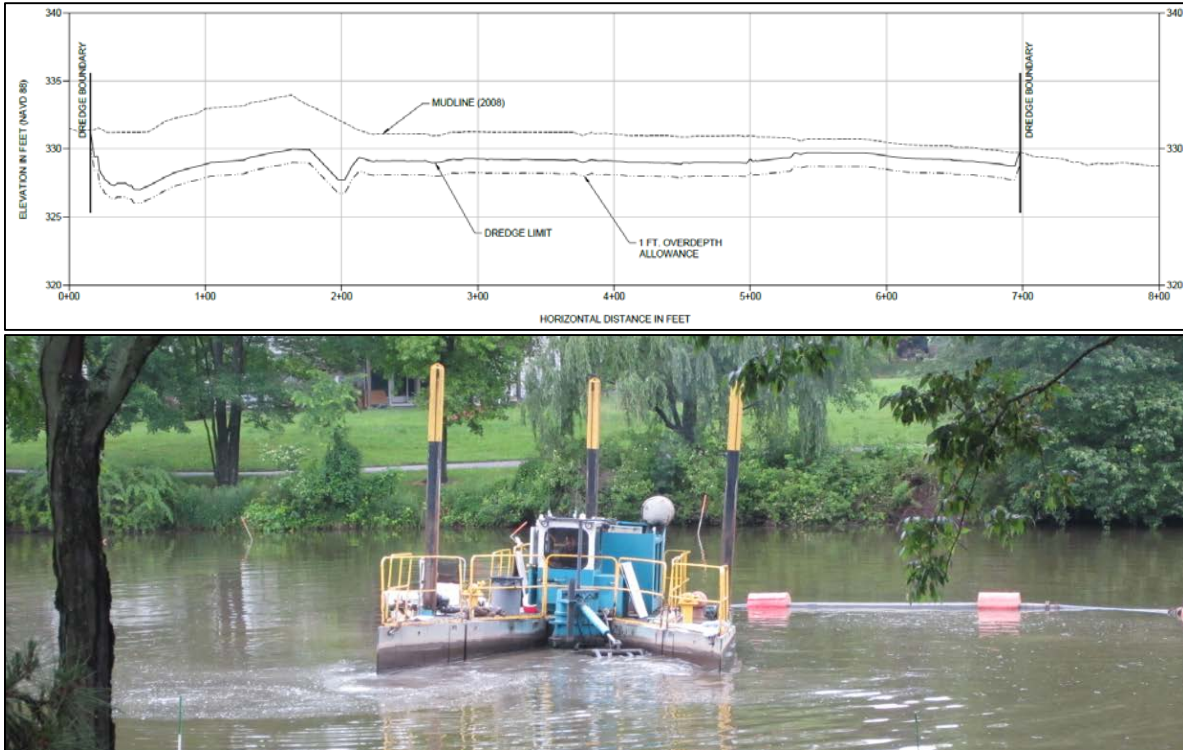 340
335
330
325
320
340
330
320
ELEVATION IN FEET (NAVD 88)
DREDGE BOUNDARY
MUDLINE (2008)
DREDGE LIMIT
1 FT. OVERDEPTH
ALLOWANCE
DREDGE BOUNDARY
0+00 1+00 2+00 3+00 4+00 5+00 6+00 7+00 8+00
HORIZONTAL DISTANCE IN FEET